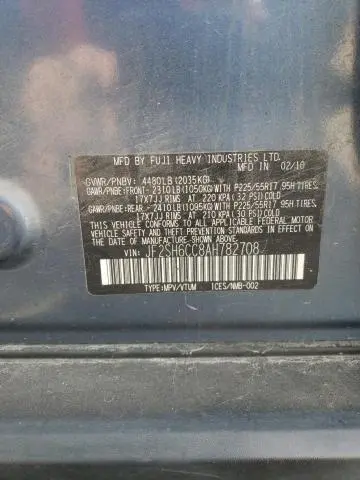 MFD BY FUJI HEAVY INDUSTRIES LTD.
MFD IN 02/10
GVWR/PNBV: 4480LB(2035KG)
GAWR/PNBE:FRONT- 2310LB(1050KG)WITH P225/55R17 95H TIRES,
17X7JJ RIMS AT 220 KPA(32 PSI)COLD
GAWR/PNBE:REAR -2410LB(1095KG)WITH P225/55R17 95H TIRES,
17X7JJ RIMS AT 210 KPA(30 PSI)COLD
THIS VEHICLE CONFORMS TO ALL APPLICABLE FEDERAL MOTOR
VEHICLE SAFETY AND THEFT PREVENTION STANDARDS IN EFFECT
ON THE DATE OF MANUFACTURE SHOWN ABOVE.
VIN: JF2SH6CC8AH782708
TYPE:MPV/VTUM ICES/NMB-002